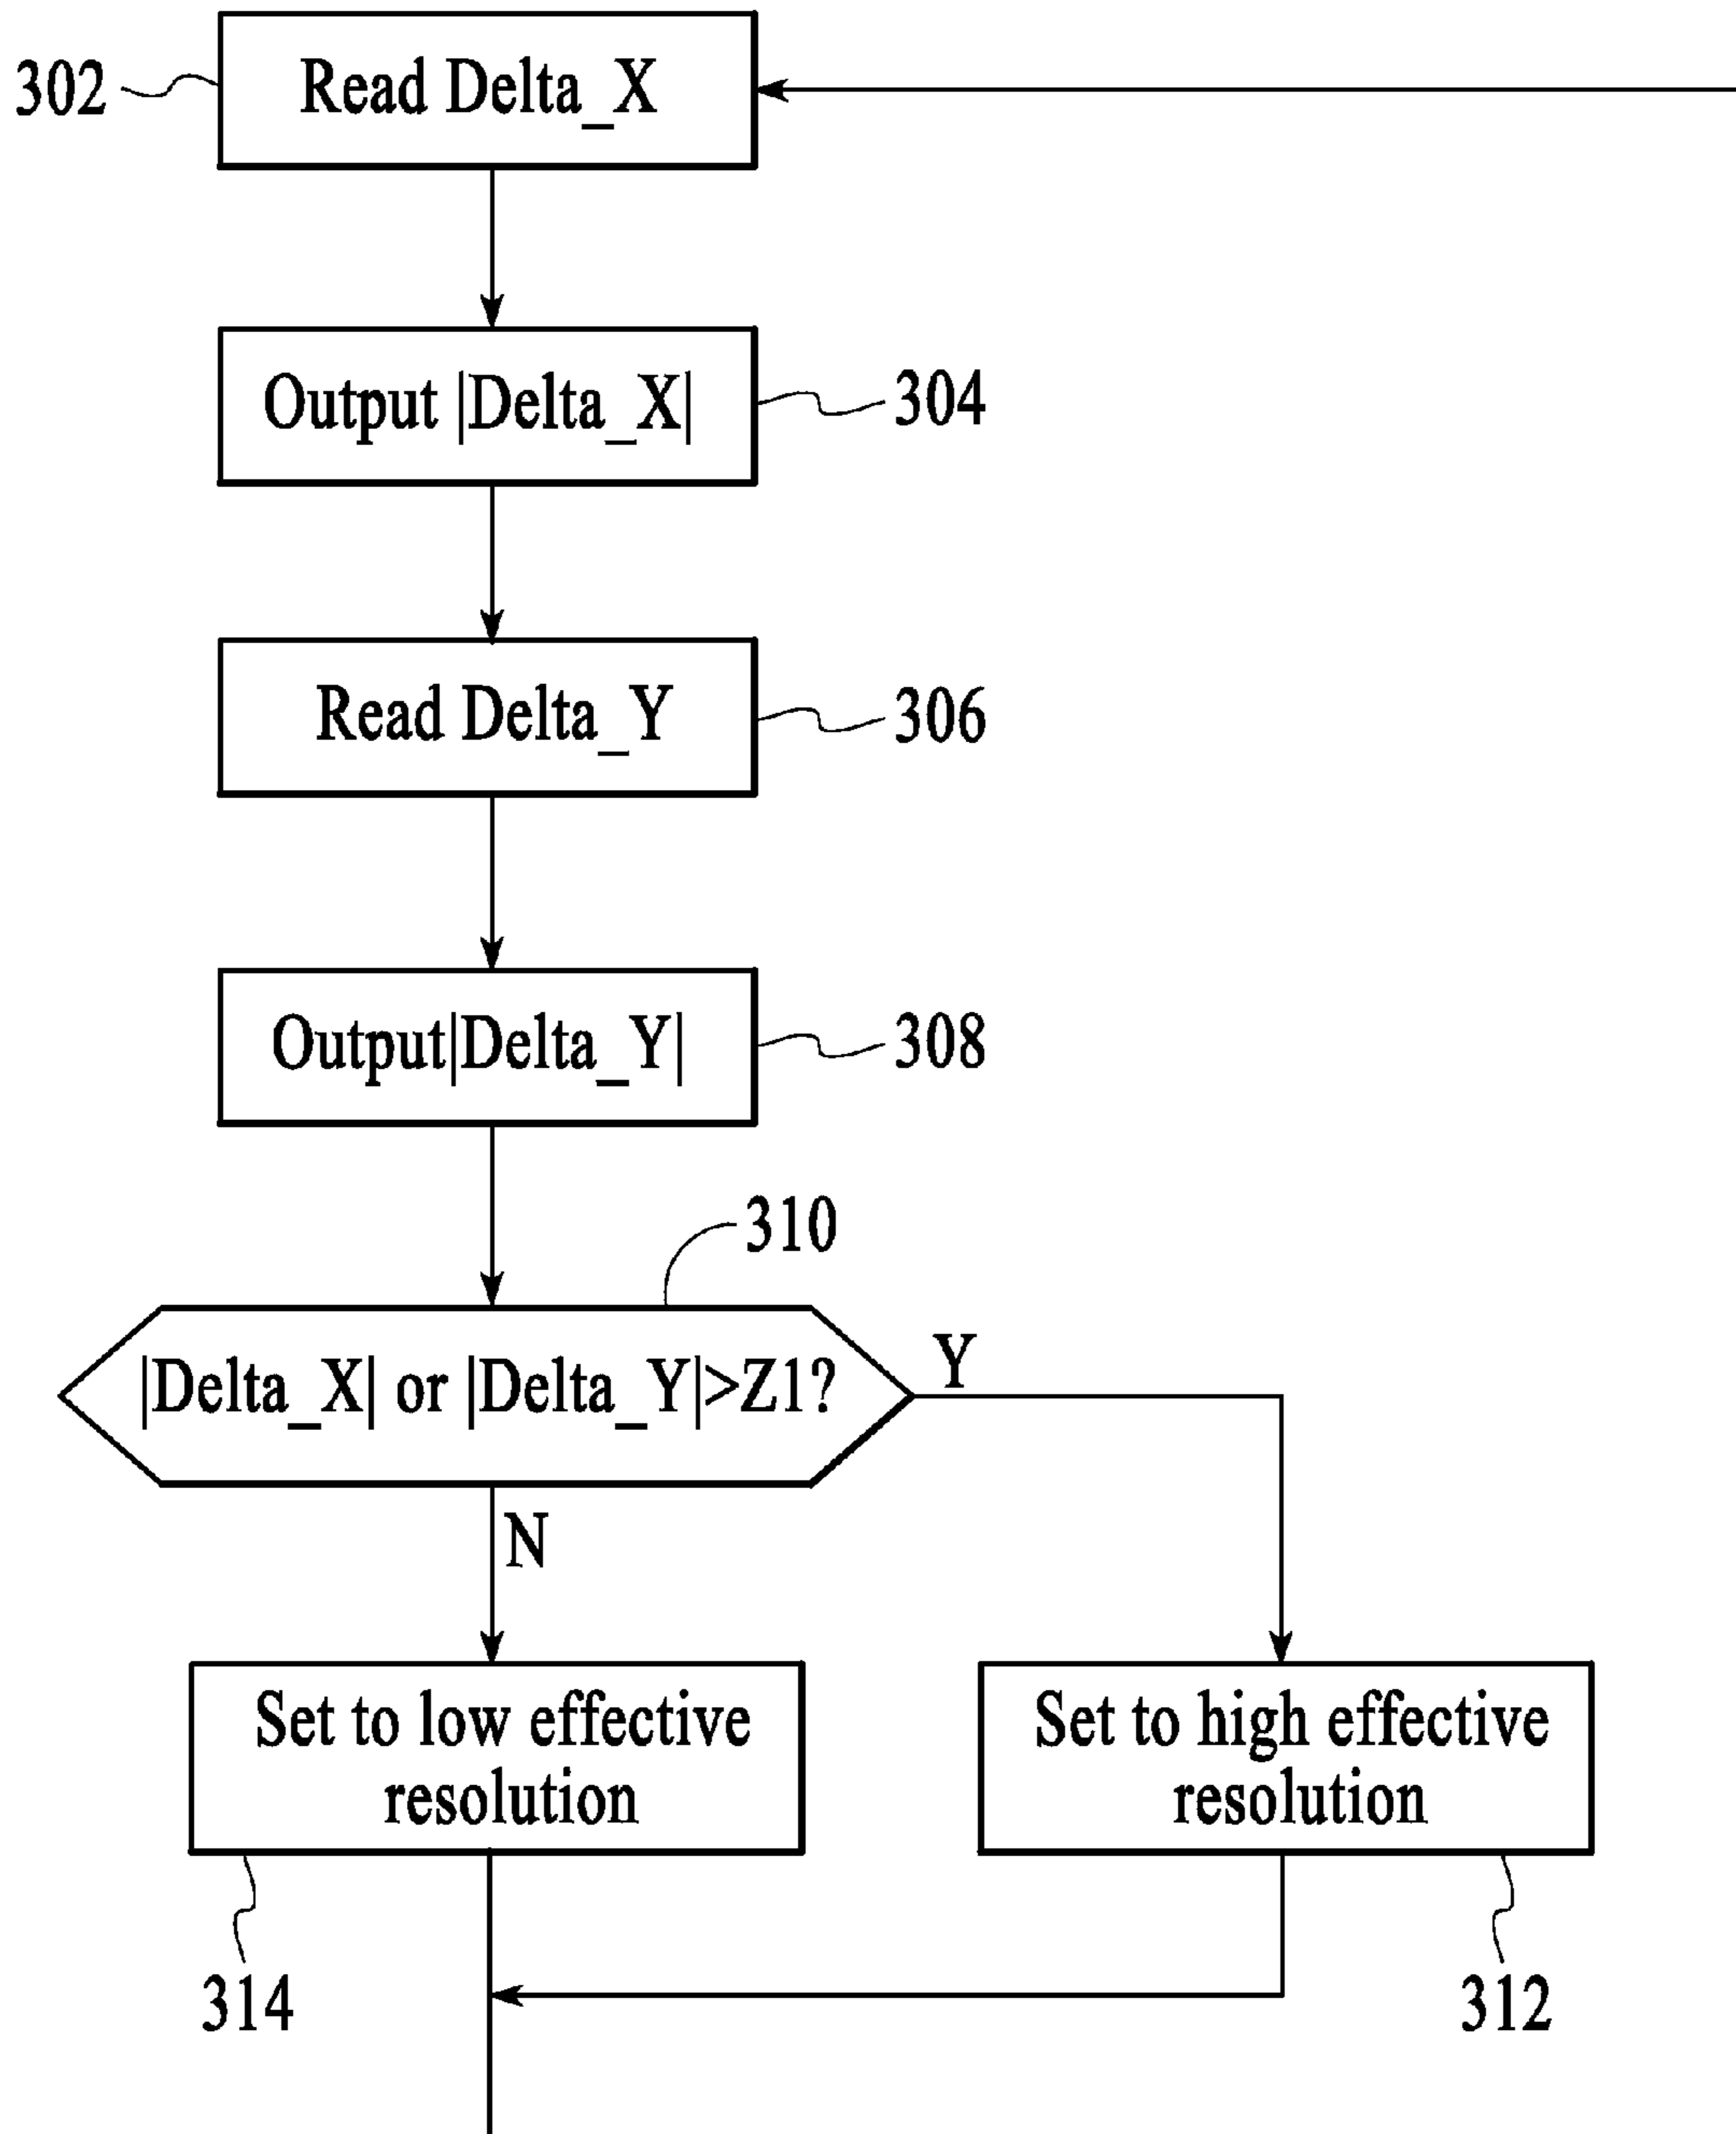 302
Read Delta_X
Output |Delta_X|
304
Read Delta_Y
306
Output|Delta_Y|
308
310
|Delta_X| or |Delta_Y|>Z1?
Y
N
Set to low effective
resolution
Set to high effective
resolution
314
312